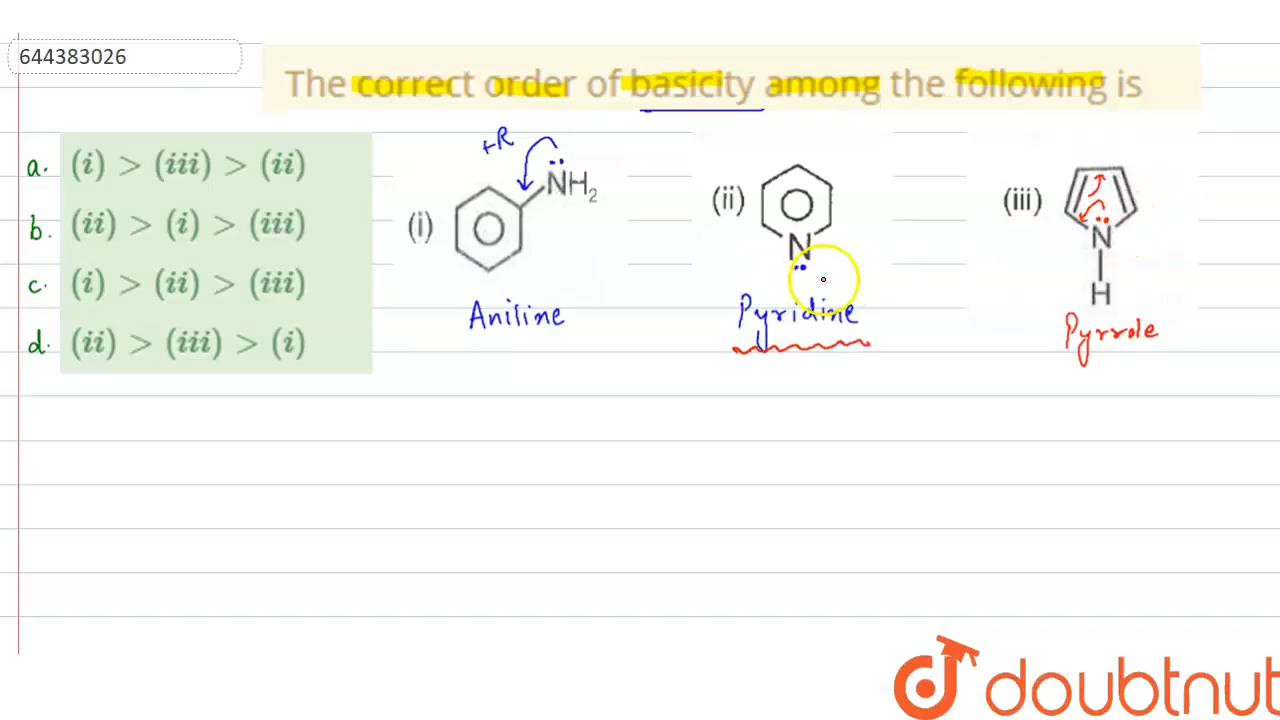 644383026
The correct order of basicity among the following is
a. (i) > (iii) > (ii)
b. (ii) > (i) > (iii)
c. (i) > (ii) > (iii)
d. (ii) > (iii) > (i)
+R
(i)
NH2
Aniline
(ii)
N
Pyridine
(iii)
N
H
Pyrrole
doubtnut